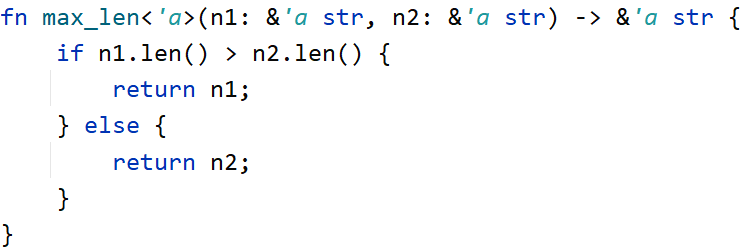 fn max_len<'a>(n1: &'a str, n2: &'a str) -> &'a str {
    if n1.len() > n2.len() {
        return n1;
    } else {
        return n2;
    }
}